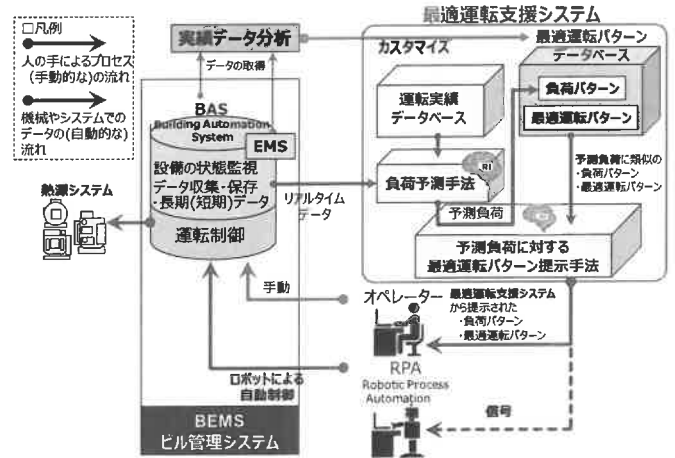 最適運転支援システム
□凡例
人の手によるプロセス
(手動的な)の流れ
機械やシステムでの
データの(自動的な)
流れ
実績データ分析
データの取得
カスタマイズ
最適運転パターン
データベース
負荷パターン
最適運転パターン
運転実績
データベース
BAS
Building Automation
System
EMS
設備の状態監視
データ収集・保存
・長期(短期)データ
運転制御
熱源システム
リアルタイム
データ
負荷予測手法
RI
予測負荷
予測負荷に類似の
・負荷パターン
・最適運転パターン
予測負荷に対する
最適運転パターン提示手法
手動
オペレーター
最適運転支援システム
から提示された
・負荷パターン
・最適運転パターン
RPA
Robotic Process
Automation
ロボットによる
自動制御
信号
BEMS
ビル管理システム